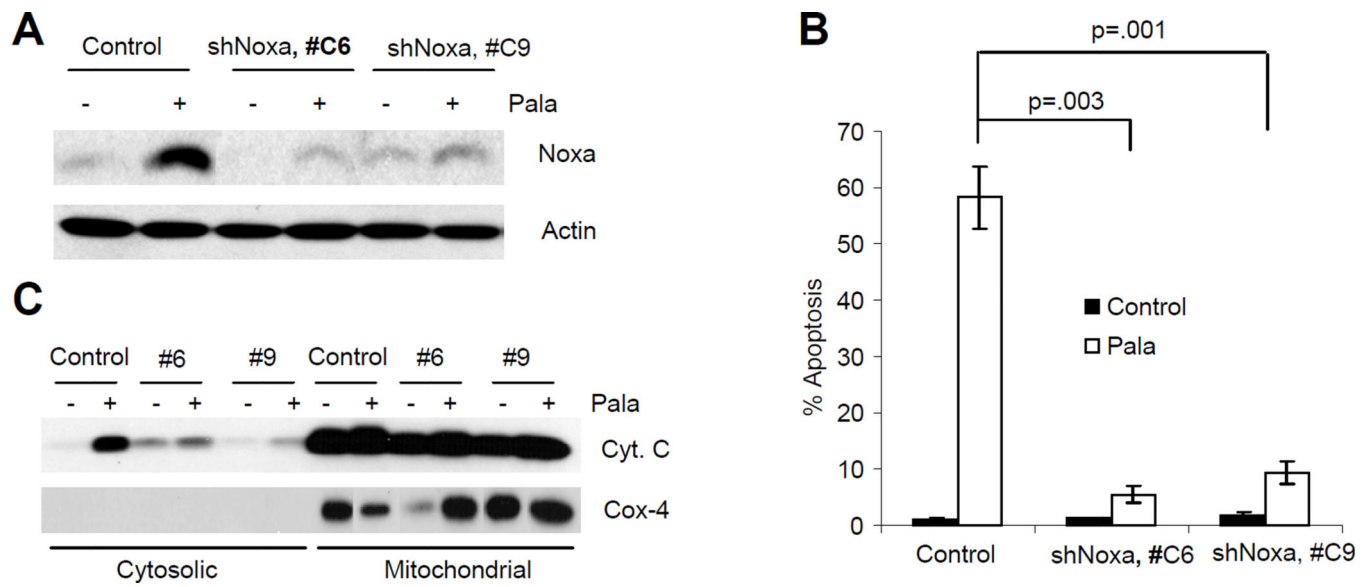 A
Control shNoxa, #C6 shNoxa, #C9
- + - + - + Pala
Noxa
Actin
B
p=.001
p=.003
70
60
50
40
30
20
10
0
% Apoptosis
Control
Pala
Control shNoxa, #C6 shNoxa, #C9
C
Control #6 #9 Control #6 #9
- + - + - + - + - + - + Pala
Cyt. C
Cox-4
Cytosolic Mitochondrial